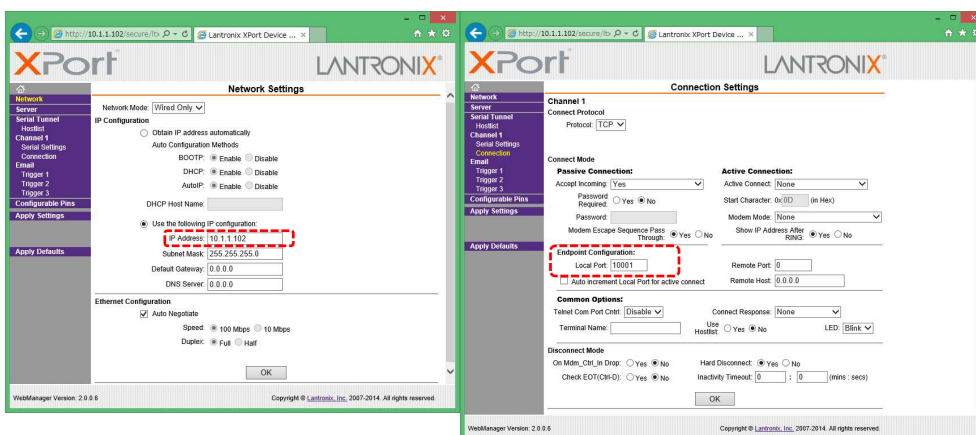 http://10.1.1.102/secure/ltx
Lantronix XPort Device ...
XPort
LANTRONIX®
Network
Server
Serial Tunnel
Hostlist
Channel 1
Serial Settings
Connection
Email
Trigger 1
Trigger 2
Trigger 3
Configurable Pins
Apply Settings
Apply Defaults
Network Settings
Network Mode: Wired Only
IP Configuration
Obtain IP address automatically
Auto Configuration Methods
BOOTP: Enable Disable
DHCP: Enable Disable
AutoIP: Enable Disable
DHCP Host Name:
Use the following IP configuration:
IP Address: 10.1.1.102
Subnet Mask: 255.255.255.0
Default Gateway: 0.0.0.0
DNS Server: 0.0.0.0
Ethernet Configuration
Auto Negotiate
Speed: 100 Mbps 10 Mbps
Duplex: Full Half
OK
WebManager Version: 2.0.0.6
Copyright © Lantronix, Inc. 2007-2014. All rights reserved.
http://10.1.1.102/secure/ltx
Lantronix XPort Device ...
XPort
LANTRONIX®
Network
Server
Serial Tunnel
Hostlist
Channel 1
Serial Settings
Connection
Email
Trigger 1
Trigger 2
Trigger 3
Configurable Pins
Apply Settings
Apply Defaults
Connection Settings
Channel 1
Connect Protocol
Protocol: TCP
Connect Mode
Passive Connection:
Accept Incoming: Yes
Password Required: Yes No
Password:
Modem Escape Sequence Pass Through: Yes No
Active Connection:
Active Connect: None
Start Character: 0x 0D (in Hex)
Modem Mode: None
Show IP Address After RING: Yes No
Endpoint Configuration:
Local Port: 10001
Remote Port: 0
Auto increment Local Port for active connect
Remote Host: 0.0.0.0
Common Options:
Telnet Com Port Cntrl: Disable
Connect Response: None
Terminal Name:
Use Hostlist: Yes No
LED: Blink
Disconnect Mode
On Mdm_Ctrl_In Drop: Yes No
Hard Disconnect: Yes No
Check EOT(Ctrl-D): Yes No
Inactivity Timeout: 0 : 0 (mins : secs)
OK
WebManager Version: 2.0.0.6
Copyright © Lantronix, Inc. 2007-2014. All rights reserved.